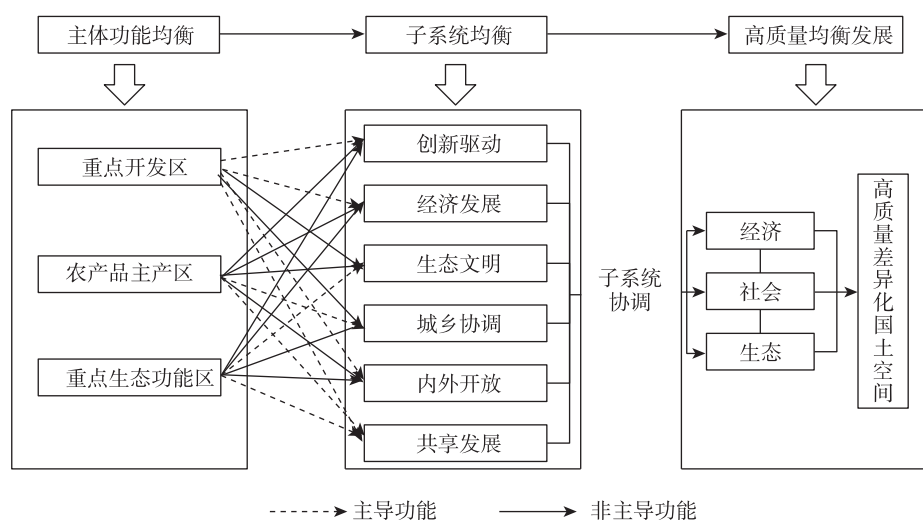 主体功能均衡
子系统均衡
高质量均衡发展
重点开发区
农产品主产区
重点生态功能区
创新驱动
经济发展
生态文明
城乡协调
内外开放
共享发展
子系统
协调
经济
社会
生态
高质量差异化国土空间
主导功能
非主导功能